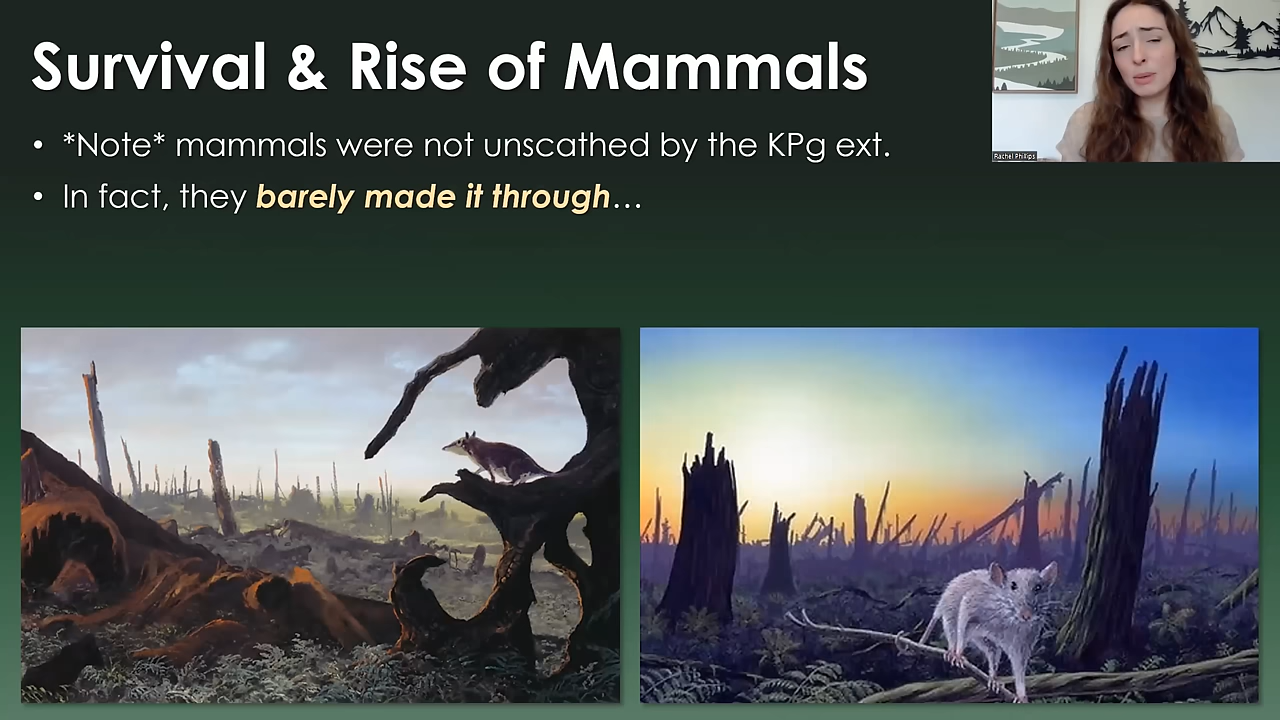 Survival & Rise of Mammals
• *Note* mammals were not unscathed by the KPg ext.
• In fact, they barely made it through…
Rachel Phillips